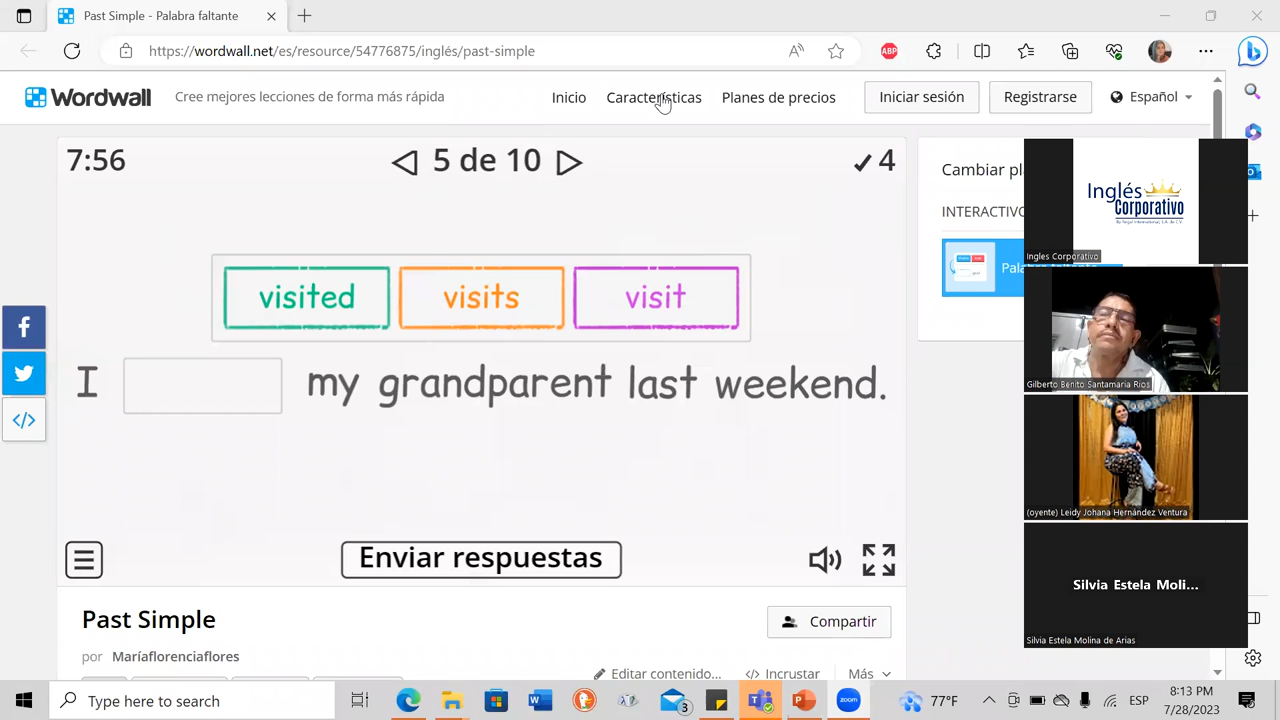 Past Simple - Palabra faltante
https://wordwall.net/es/resource/54776875/inglés/past-simple
ABP
Wordwall
Cree mejores lecciones de forma más rápida
Inicio
Características
Planes de precios
Iniciar sesión
Registrarse
Español
7:56
5 de 10
4
Cambiar pl
INTERACTIVO
visited
visits
visit
I my grandparent last weekend.
Enviar respuestas
Past Simple
Compartir
por Maríaflorenciaflores
Editar contenido...
Incrustar
Más
Inglés
Corporativo
Ingles Corporativo
Gilberto Benito Santamaria Rios
(oyente) Leidy Johana Hernández Ventura
Silvia Estela Moli...
Silvia Estela Molina de Arias
Type here to search
3
zoom
77°F
ESP
8:13 PM
7/28/2023